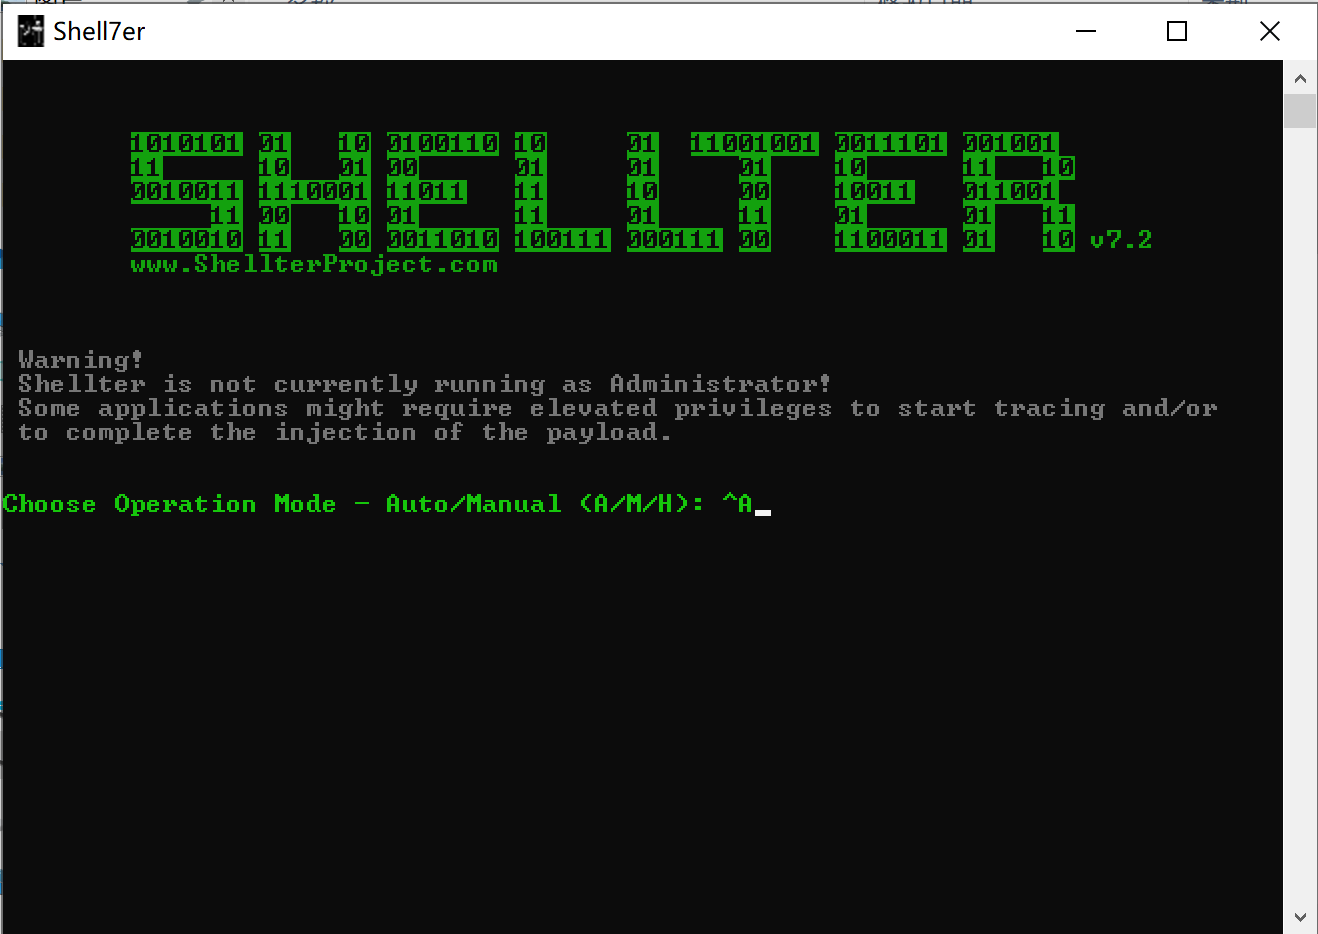 Shell7er
1010101 01 10 0100110 10 01 11001001 0011101 001001
11 10 01 00 01 01 01 10 11 10
0010011 1110001 11011 11 10 00 10011 011001
11 00 10 01 11 01 11 01 01 11
0010010 11 00 0011010 100111 000111 00 1100011 01 10 v7.2
www.ShellterProject.com
Warning!
Shellter is not currently running as Administrator!
Some applications might require elevated privileges to start tracing and/or
to complete the injection of the payload.
Choose Operation Mode - Auto/Manual (A/M/H): ^A